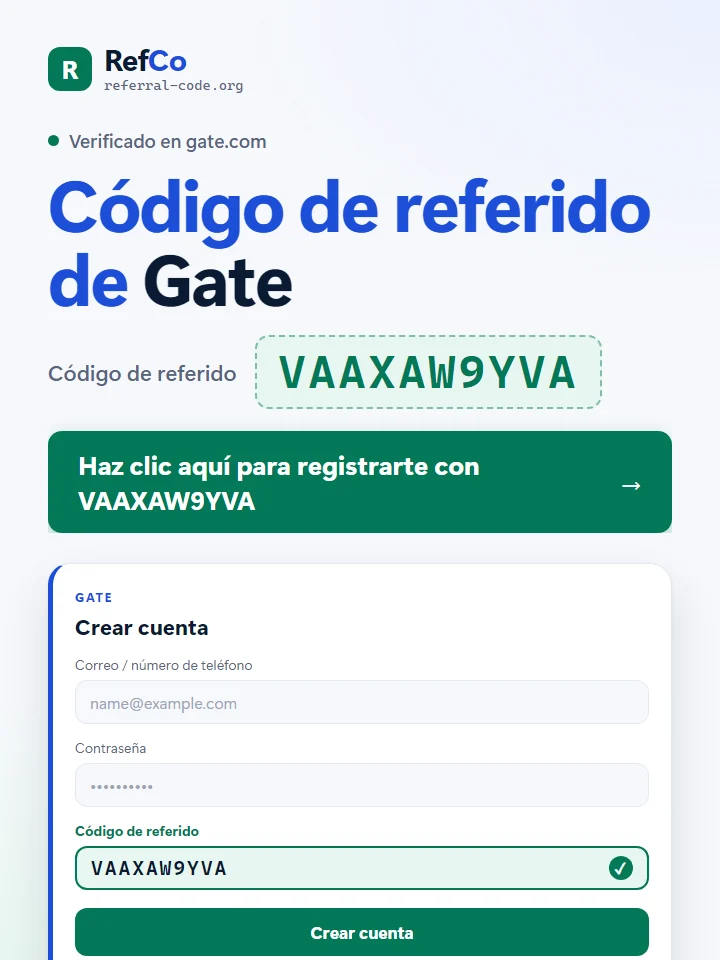 R
RefCo
referral-code.org
Verificado en gate.com
Código de referido
de Gate
Código de referido
VAAXAW9YVA
Haz clic aquí para registrarte con
VAAXAW9YVA
→
GATE
Crear cuenta
Correo / número de teléfono
name@example.com
Contraseña
••••••••••
Código de referido
VAAXAW9YVA
Crear cuenta